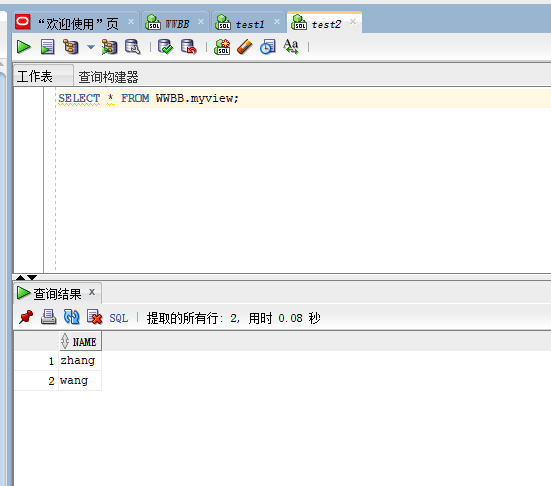 “欢迎使用”页 WWBB test1 test2
工作表 查询构建器
SELECT * FROM WWBB.myview;
查询结果 x
SQL 提取的所有行: 2, 用时 0.08 秒
NAME
1 zhang
2 wang